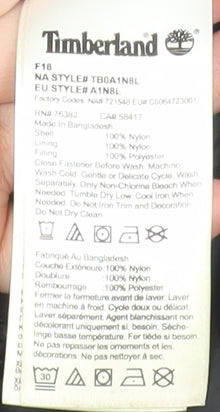 Timberland
F18
NA STYLE# TB0A1N8L
EU STYLE# A1N8L
Factory Codes: NA# 721548 EU# C5064723001
RN# 76382 CA# 58417
Made in Bangladesh
Shell :100% Nylon
Lining :100% Nylon
Filling :100% Polyester
Close Fastener Before Wash. Machine
Wash Cold. Gentle or Delicate Cycle. Wash
Separately. Only Non-Chlorine Bleach When
Needed. Tumble Dry Low. Cool Iron When
Needed. Do Not Iron Trim and Decoration
Do Not Dry Clean
Fabriqué Au Bangladesh
Couche Extérieure :100% Nylon
Doublure :100% Nylon
Rembourrage :100% Polyester
Fermer la fermeture avant de laver. Laver
en machine à froid. Cycle doux ou délicat
Laver séparément. Agent blanchissant non
décolorant uniquement si besoin. Séche-
linge basse température. Fer tiède si besoin
Ne pas repasser les ornements et les
décorations. Ne pas nettoyer à sec.
30